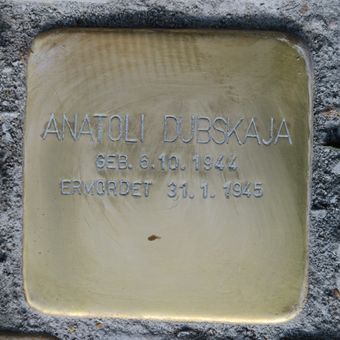 ANATOLI DUBSKAJA
GEB. 6.10.1944
ERMORDET 31.1.1945